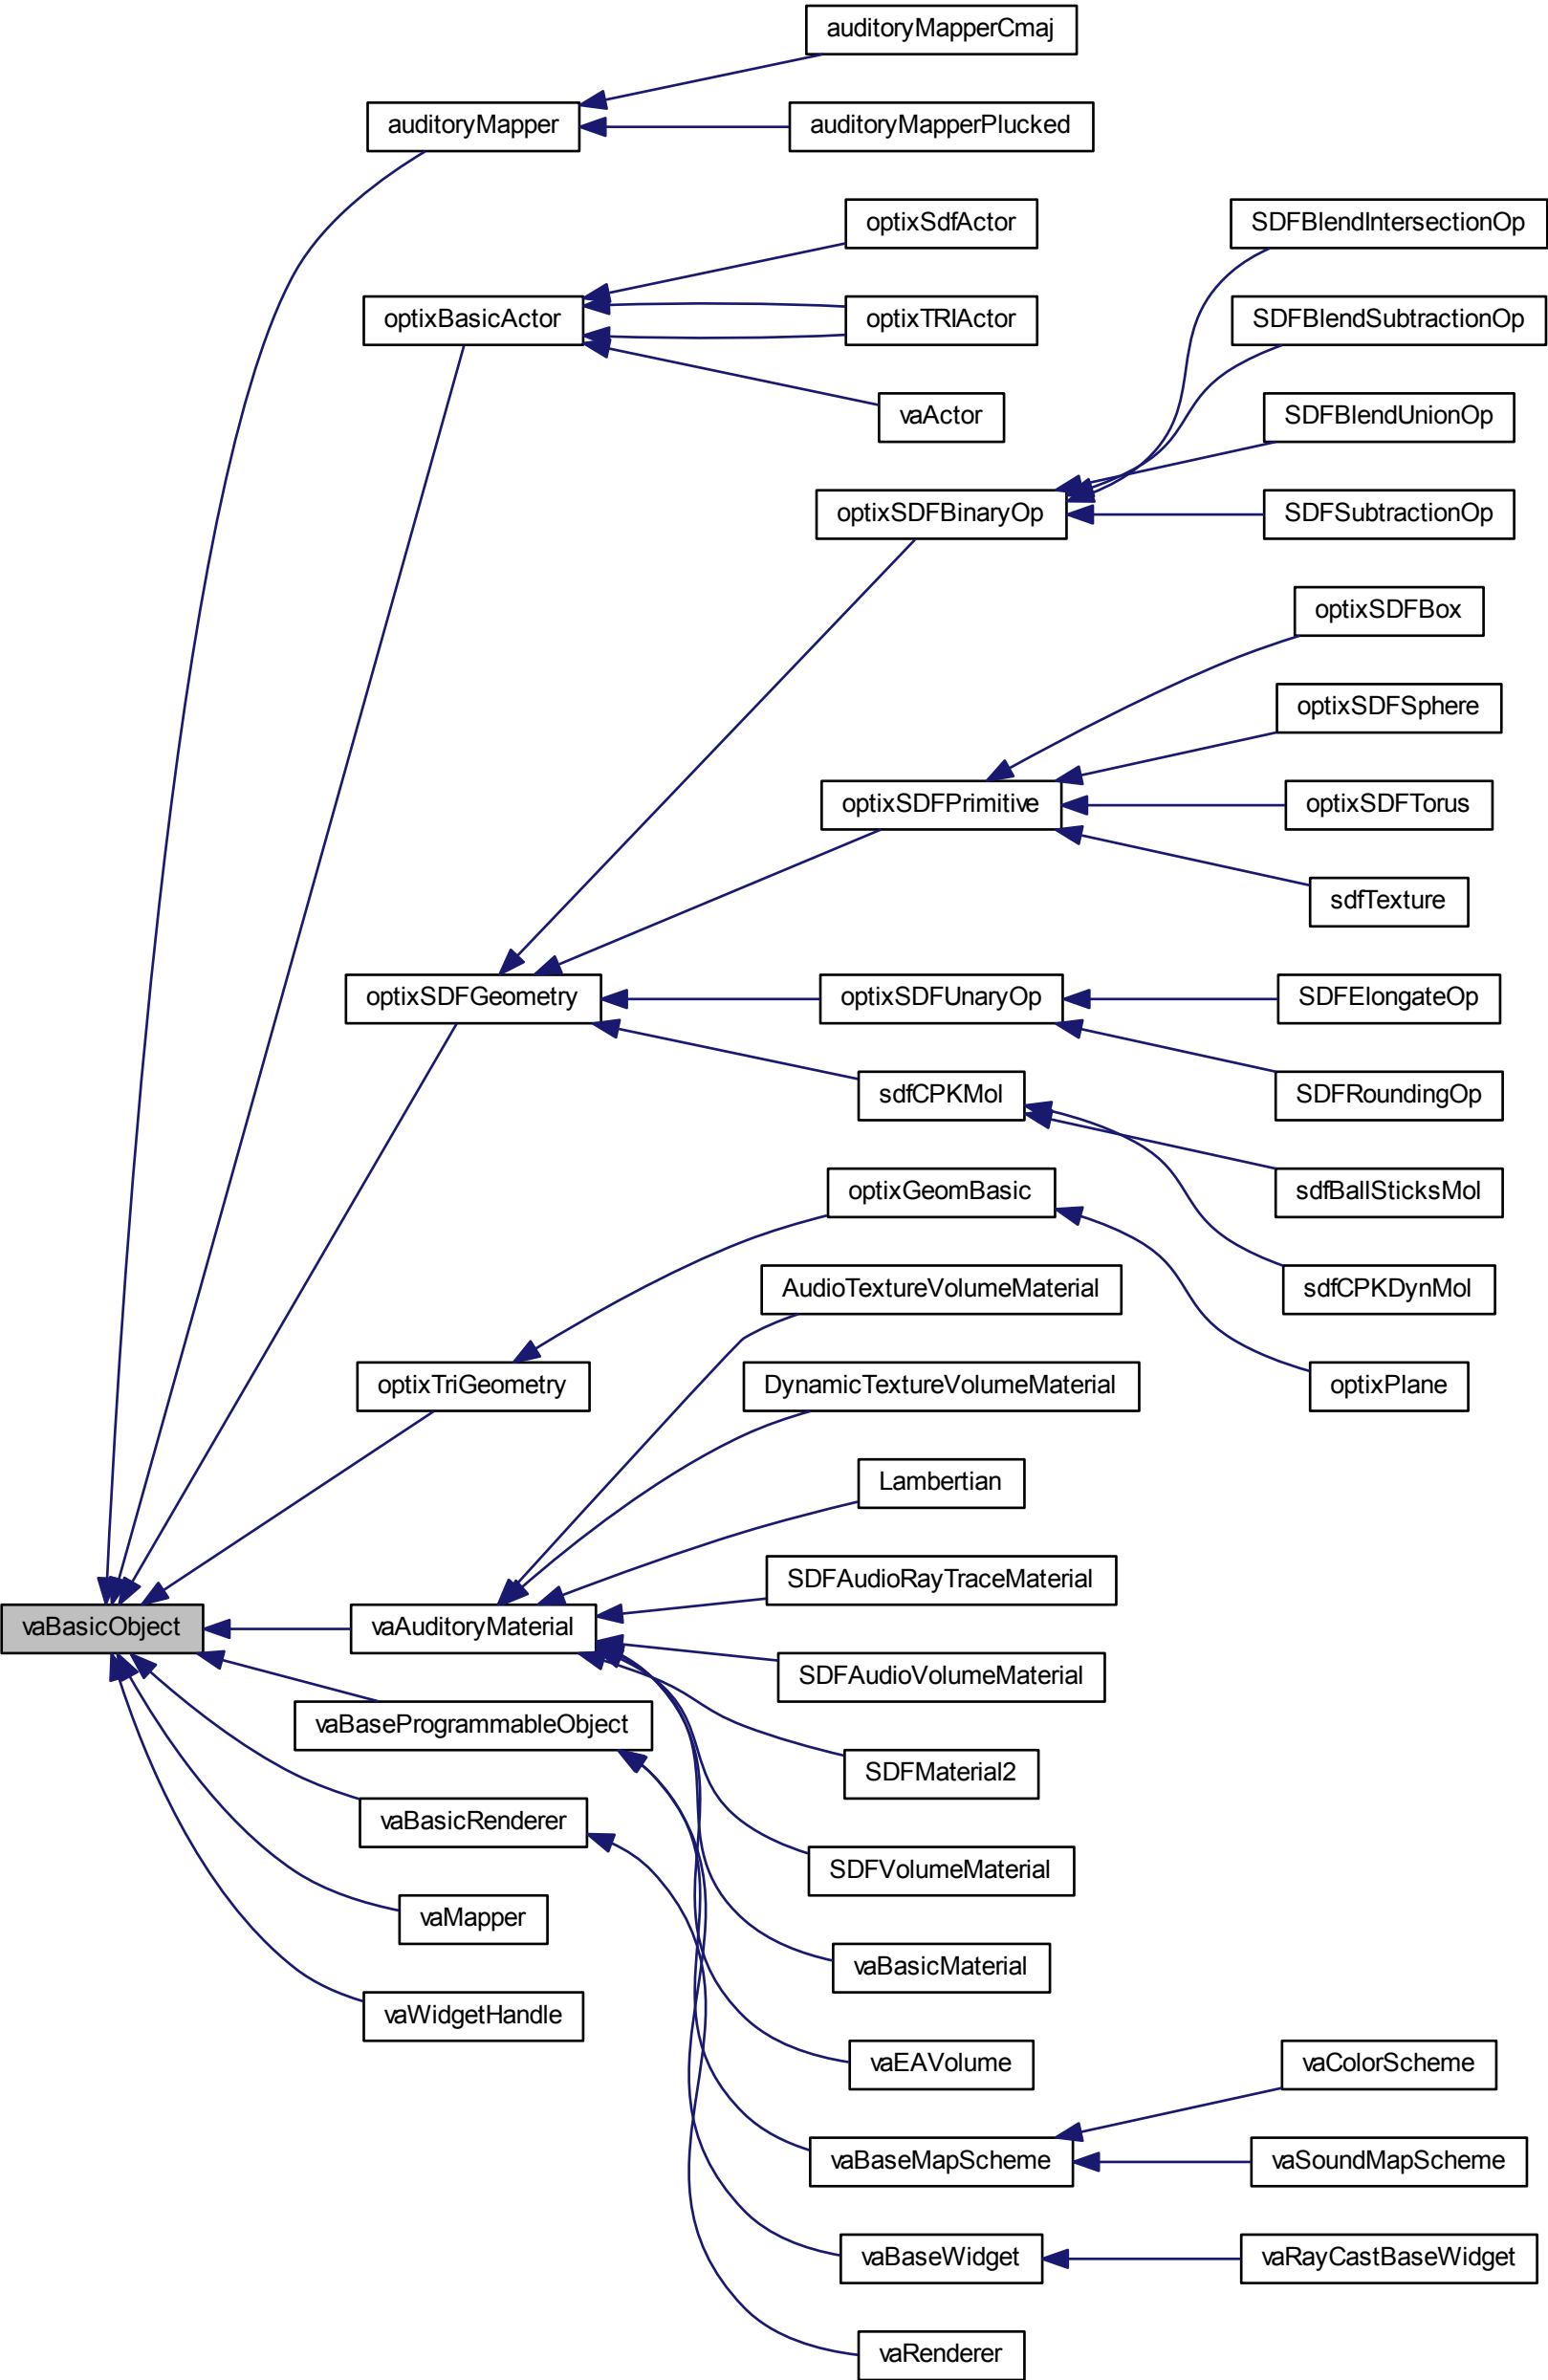 auditoryMapperCmaj
auditoryMapper
auditoryMapperPlucked
optixSdfActor
SDFBlendIntersectionOp
optixBasicActor
optixTRIActor
SDFBlendSubtractionOp
vaActor
SDFBlendUnionOp
optixSDFBinaryOp
SDFSubtractionOp
optixSDFBox
optixSDFSphere
optixSDFPrimitive
optixSDFTorus
sdfTexture
optixSDFGeometry
optixSDFUnaryOp
SDFElongateOp
sdfCPKMol
SDFRoundingOp
optixGeomBasic
sdfBallSticksMol
AudioTextureVolumeMaterial
sdfCPKDynMol
optixTriGeometry
DynamicTextureVolumeMaterial
optixPlane
Lambertian
SDFAudioRayTraceMaterial
vaBasicObject
vaAuditoryMaterial
SDFAudioVolumeMaterial
vaBaseProgrammableObject
SDFMaterial2
vaBasicRenderer
SDFVolumeMaterial
vaMapper
vaBasicMaterial
vaWidgetHandle
vaEAVolume
vaColorScheme
vaBaseMapScheme
vaSoundMapScheme
vaBaseWidget
vaRayCastBaseWidget
vaRenderer